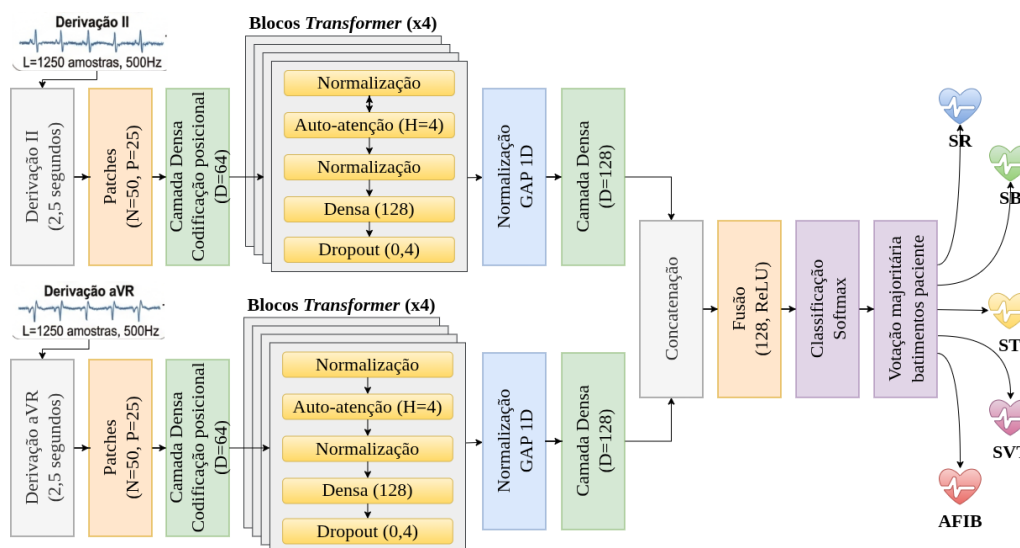 Derivação II
L=1250 amostras, 500Hz
Derivação II
(2,5 segundos)
Patches
(N=50, P=25)
Camada Densa
Codificação posicional
(D=64)
Blocos Transformer (x4)
Normalização
Auto-atenção (H=4)
Normalização
Densa (128)
Dropout (0,4)
Normalização
GAP 1D
Camada Densa
(D=128)
Derivação aVR
L=1250 amostras, 500Hz
Derivação aVR
(2,5 segundos)
Patches
(N=50, P=25)
Camada Densa
Codificação posicional
(D=64)
Blocos Transformer (x4)
Normalização
Auto-atenção (H=4)
Normalização
Densa (128)
Dropout (0,4)
Normalização
GAP 1D
Camada Densa
(D=128)
Concatenação
Fusão
(128, ReLU)
Classificação
Softmax
Votação majoritária
batimentos paciente
SR
SB
ST
SVT
AFIB